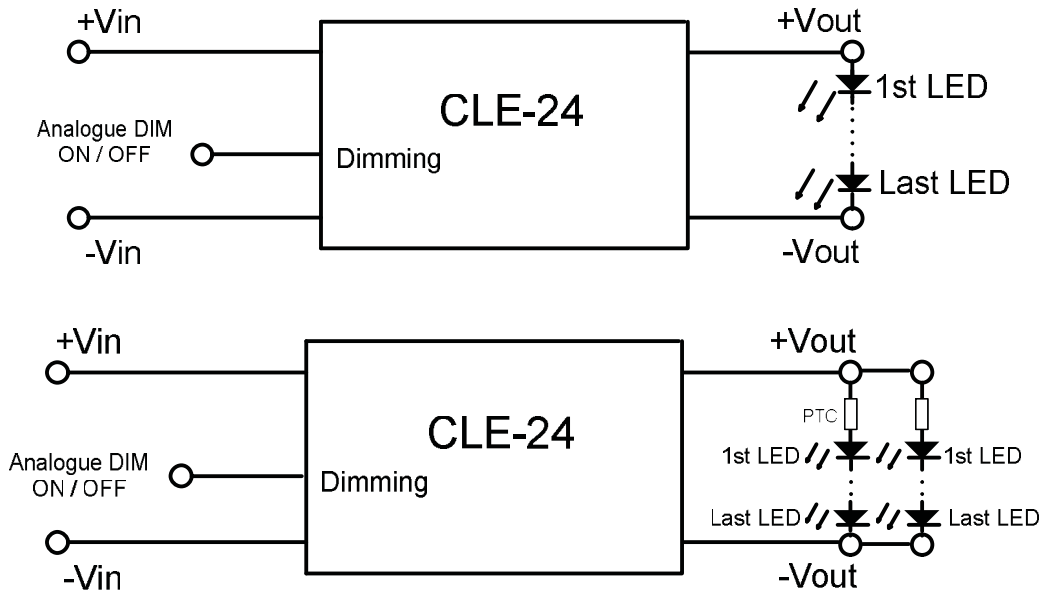 +Vin
+Vout
CLE-24
1st LED
Analogue DIM
ON / OFF
Dimming
Last LED
-Vin
-Vout
+Vin
+Vout
CLE-24
PTC
1st LED
1st LED
Analogue DIM
ON / OFF
Dimming
Last LED
Last LED
-Vin
-Vout